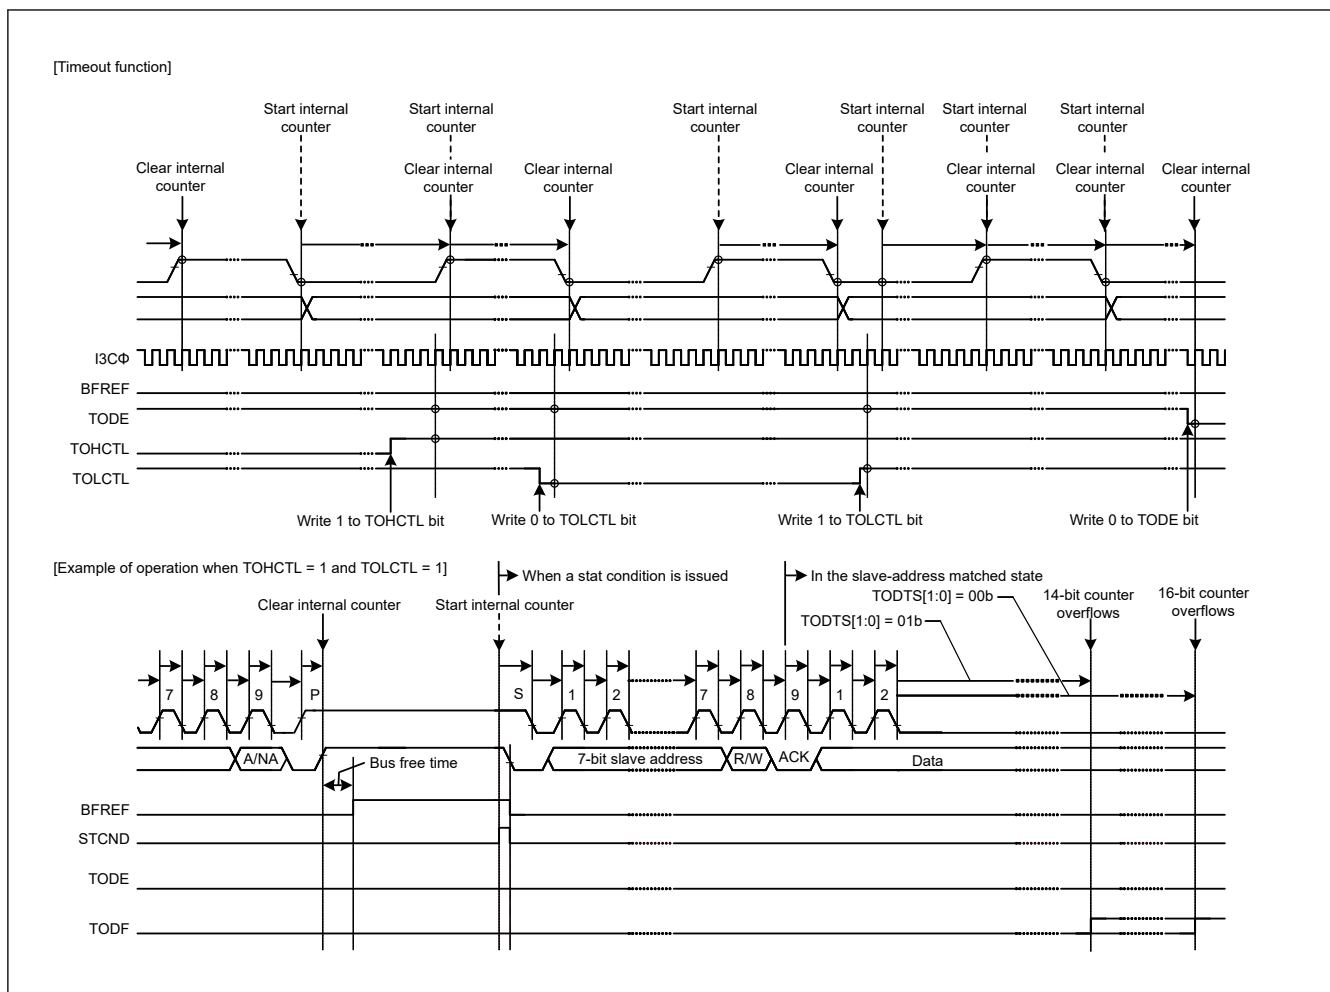 [Timeout function]
Start internal
counter
Start internal
counter
Start internal
counter
Start internal
counter
Start internal
counter
Start internal
counter
Clear internal
counter
Clear internal
counter
Clear internal
counter
Clear internal
counter
Clear internal
counter
Clear internal
counter
Clear internal
counter
I3CΦ
BFREF
TODE
TOHCTL
TOLCTL
Write 1 to TOHCTL bit
Write 0 to TOLCTL bit
Write 1 to TOLCTL bit
Write 0 to TODE bit
[Example of operation when TOHCTL = 1 and TOLCTL = 1]
When a stat condition is issued
In the slave-address matched state
TODTS[1:0] = 00b
TODTS[1:0] = 01b
14-bit counter
overflows
16-bit counter
overflows
Clear internal counter
Start internal counter
7 8 9 P S 1 2 7 8 9 1 2
A/NA
Bus free time
7-bit slave address
R/W
ACK
Data
BFREF
STCND
TODE
TODF